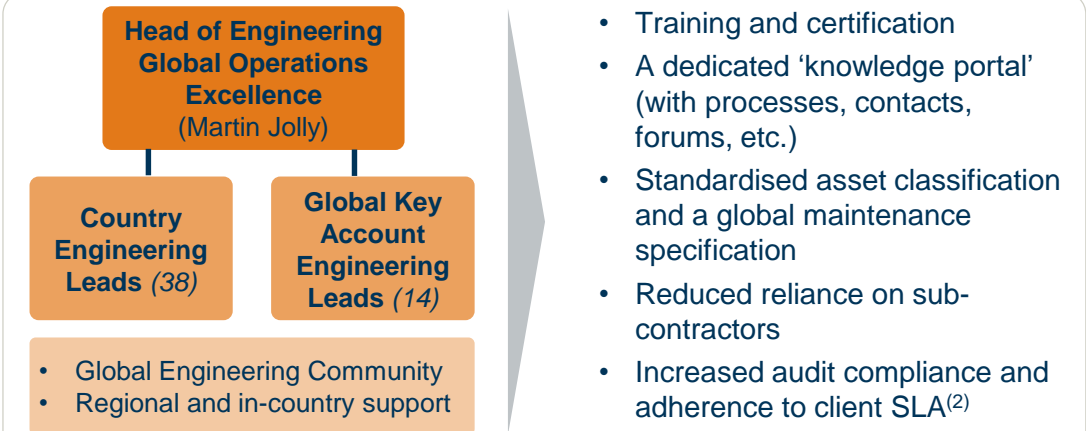 Head of Engineering
Global Operations
Excellence
(Martin Jolly)
Country
Engineering
Leads (38)
Global Key
Account
Engineering
Leads (14)
• Global Engineering Community
• Regional and in-country support
• Training and certification
• A dedicated ‘knowledge portal’
(with processes, contacts,
forums, etc.)
• Standardised asset classification
and a global maintenance
specification
• Reduced reliance on sub-
contractors
• Increased audit compliance and
adherence to client SLA(2)